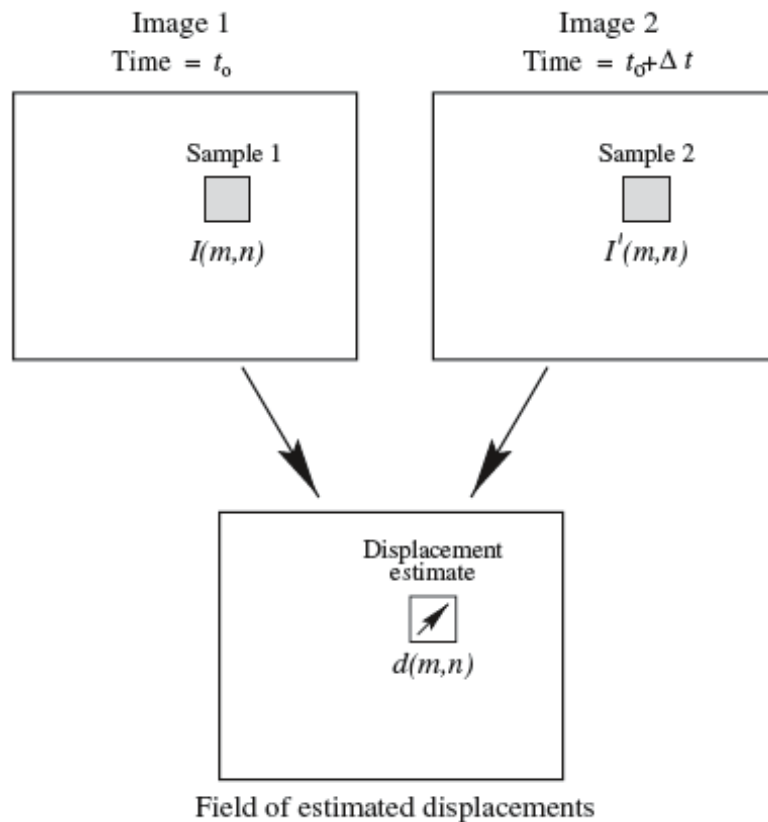 Image 1
Time = t₀
Image 2
Time = t₀+Δ t
Sample 1
I(m,n)
Sample 2
I′(m,n)
Displacement
estimate
d(m,n)
Field of estimated displacements